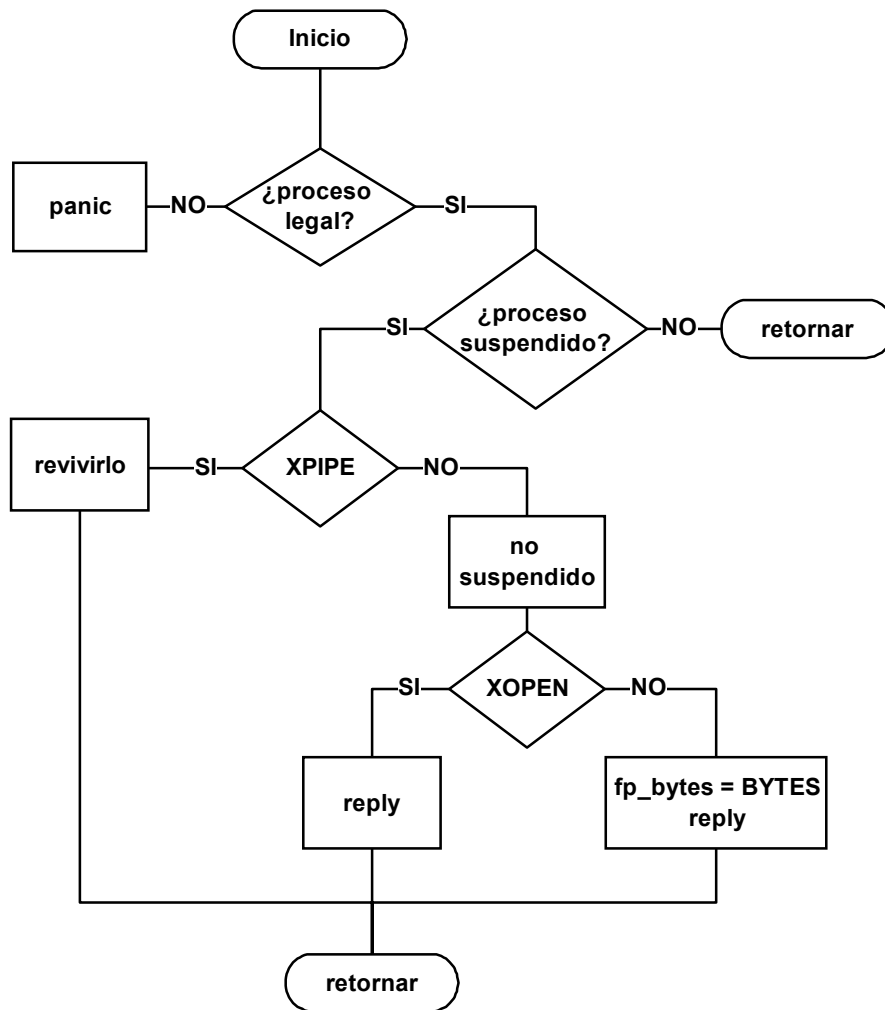 Inicio
¿proceso
legal?
panic
NO
SI
¿proceso
suspendido?
SI
NO
retornar
revivirlo
SI
XPIPE
NO
no
suspendido
SI
XOPEN
NO
reply
fp_bytes = BYTES
reply
retornar